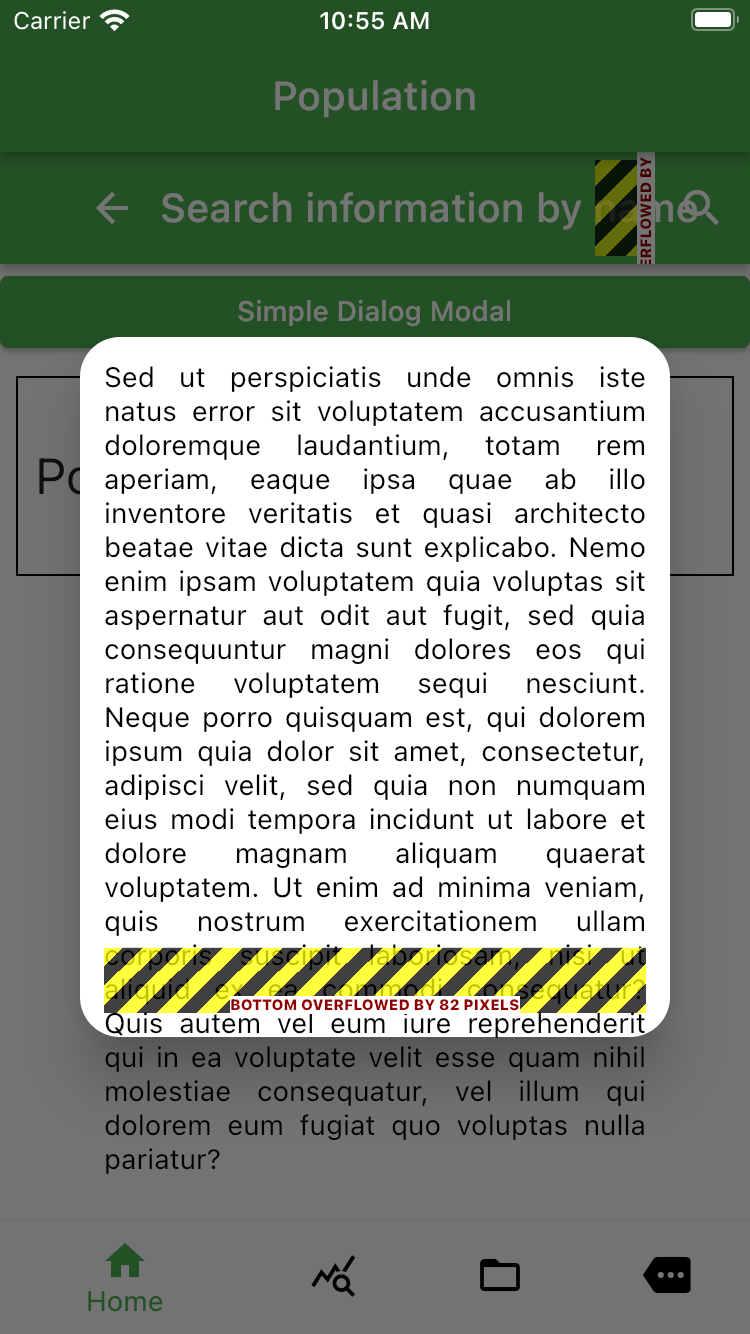 Carrier 10:55 AM
Population
Search information by name
ERFLOWED BY
Simple Dialog Modal
Po
Sed ut perspiciatis unde omnis iste
natus error sit voluptatem accusantium
doloremque laudantium, totam rem
aperiam, eaque ipsa quae ab illo
inventore veritatis et quasi architecto
beatae vitae dicta sunt explicabo. Nemo
enim ipsam voluptatem quia voluptas sit
aspernatur aut odit aut fugit, sed quia
consequuntur magni dolores eos qui
ratione voluptatem sequi nesciunt.
Neque porro quisquam est, qui dolorem
ipsum quia dolor sit amet, consectetur,
adipisci velit, sed quia non numquam
eius modi tempora incidunt ut labore et
dolore magnam aliquam quaerat
voluptatem. Ut enim ad minima veniam,
quis nostrum exercitationem ullam
corporis suscipit laboriosam, nisi ut
aliquid ex ea commodi consequatur?
BOTTOM OVERFLOWED BY 82 PIXELS
Quis autem vel eum iure reprehenderit
qui in ea voluptate velit esse quam nihil
molestiae consequatur, vel illum qui
dolorem eum fugiat quo voluptas nulla
pariatur?
Home